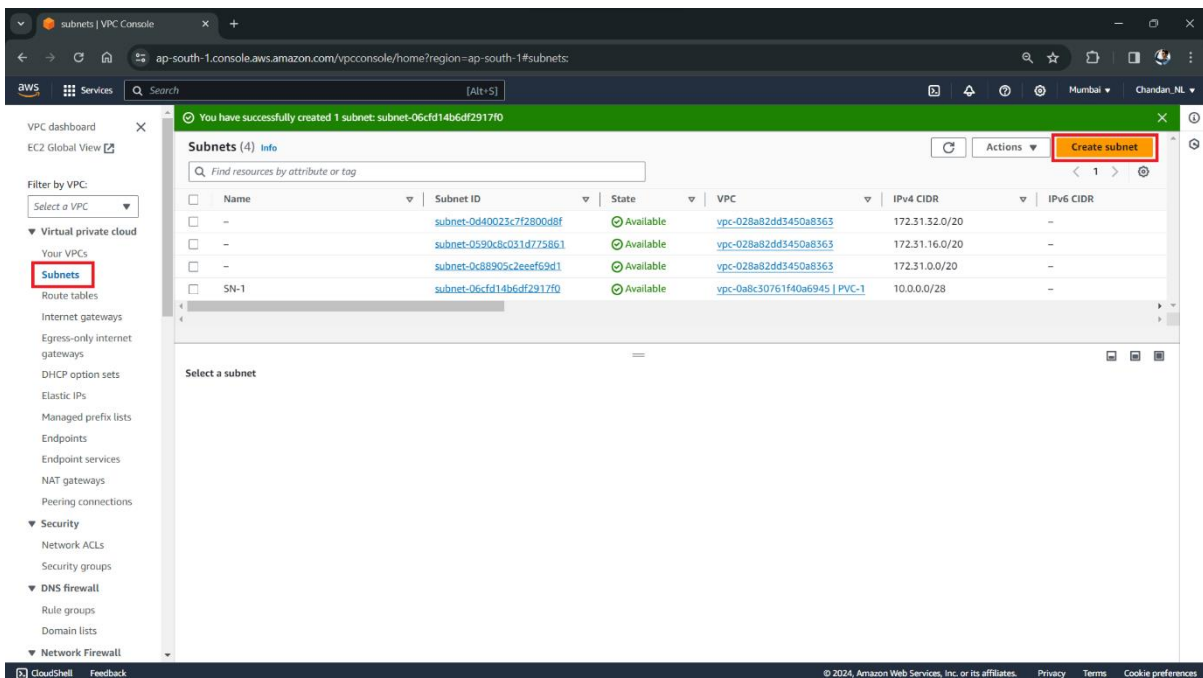 subnets | VPC Console
ap-south-1.console.aws.amazon.com/vpcconsole/home?region=ap-south-1#subnets:
aws Services Search [Alt+S] Mumbai Chandan_NL
VPC dashboard
EC2 Global View
Filter by VPC:
Select a VPC
Virtual private cloud
Your VPCs
Subnets
Route tables
Internet gateways
Egress-only internet
gateways
DHCP option sets
Elastic IPs
Managed prefix lists
Endpoints
Endpoint services
NAT gateways
Peering connections
Security
Network ACLs
Security groups
DNS firewall
Rule groups
Domain lists
Network Firewall
You have successfully created 1 subnet: subnet-06cfd14b6df2917f0
Subnets (4) Info Actions Create subnet
Find resources by attribute or tag 1
Name Subnet ID State VPC IPv4 CIDR IPv6 CIDR
– subnet-0d40023c7f2800d8f Available vpc-028a82dd3450a8363 172.31.32.0/20 –
– subnet-0590c8c031d775861 Available vpc-028a82dd3450a8363 172.31.16.0/20 –
– subnet-0c88905c2eeef69d1 Available vpc-028a82dd3450a8363 172.31.0.0/20 –
SN-1 subnet-06cfd14b6df2917f0 Available vpc-0a8c30761f40a6945 | PVC-1 10.0.0.0/28 –
Select a subnet
CloudShell Feedback © 2024, Amazon Web Services, Inc. or its affiliates. Privacy Terms Cookie preferences